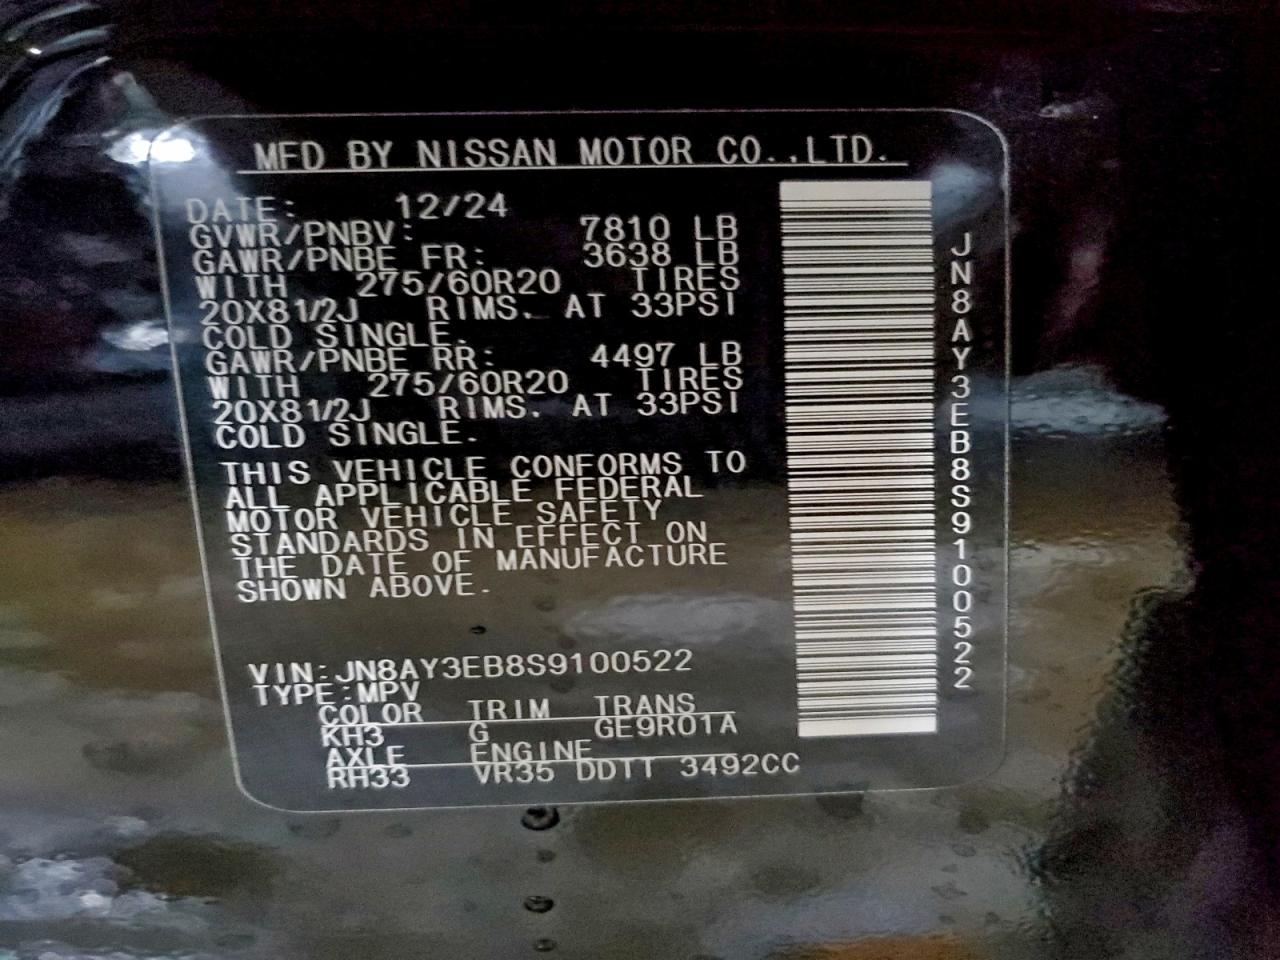 MFD BY NISSAN MOTOR CO.,LTD.
DATE: 12/24
GVWR/PNBV: 7810 LB
GAWR/PNBE FR: 3638 LB
WITH 275/60R20 TIRES
20X81/2J RIMS. AT 33PSI
COLD SINGLE.
GAWR/PNBE RR: 4497 LB
WITH 275/60R20 TIRES
20X81/2J RIMS. AT 33PSI
COLD SINGLE.
THIS VEHICLE CONFORMS TO
ALL APPLICABLE FEDERAL
MOTOR VEHICLE SAFETY
STANDARDS IN EFFECT ON
THE DATE OF MANUFACTURE
SHOWN ABOVE.
VIN:JN8AY3EB8S9100522
TYPE:MPV
COLOR TRIM TRANS
KH3 G GE9R01A
AXLE ENGINE
RH33 VR35 DDTT 3492CC
JN8AY3EB8S9100522